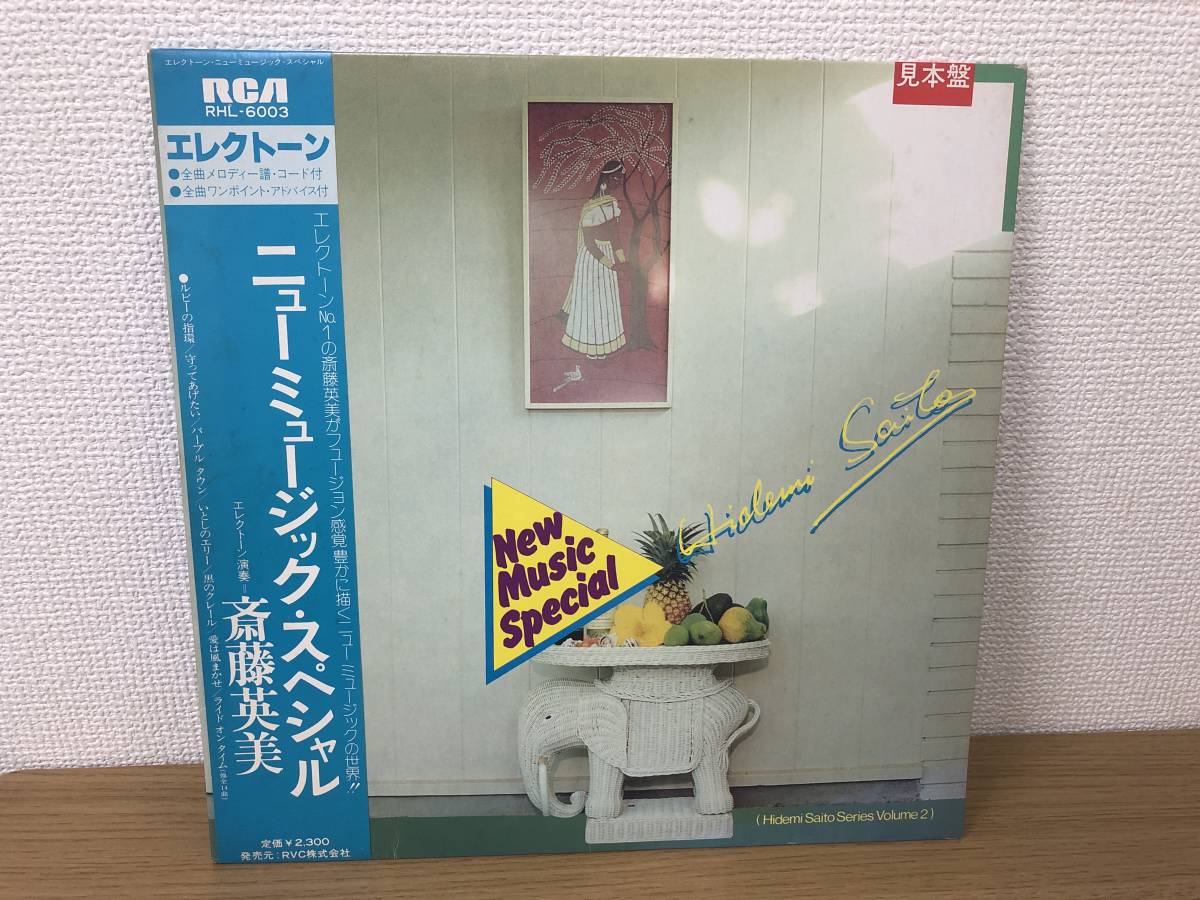 エレクトーン・ニューミュージック・スペシャル
RCA
RHL-6003
エレクトーン
●全曲メロディー譜・コード付
●全曲ワンポイント・アドバイス付
エレクトーンNo.1の斎藤英美がフュージョン感覚豊かに描くニューミュージックの世界!!
ニューミュージック・スペシャル
エレクトーン演奏=斎藤英美
●ルビーの指環/守ってあげたい/パープル タウン/いとしのエリー/黒のクレール/愛は風まかせ/ライド オン タイム(他全14曲)
定価¥2,300
発売元:RVC株式会社
見本盤
Hidemi Saito
New
Music
Special
(Hidemi Saito Series Volume 2)